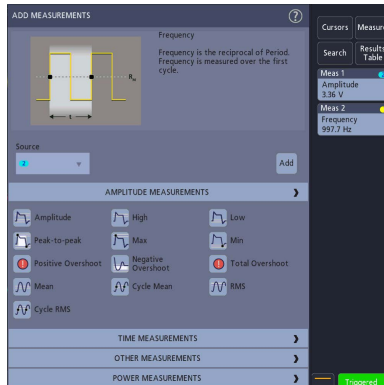 ADD MEASUREMENTS
?
Frequency
Frequency is the reciprocal of Period.
Frequency is measured over the first
cycle.
t
Source
2
Add
AMPLITUDE MEASUREMENTS
Amplitude
High
Low
Peak-to-peak
Max
Min
Positive Overshoot
Negative
Overshoot
Total Overshoot
Mean
Cycle Mean
RMS
Cycle RMS
TIME MEASUREMENTS
OTHER MEASUREMENTS
POWER MEASUREMENTS
Cursors
Measure
Search
Results
Table
Meas 1
Amplitude
3.36 V
Meas 2
Frequency
997.7 Hz
Triggered